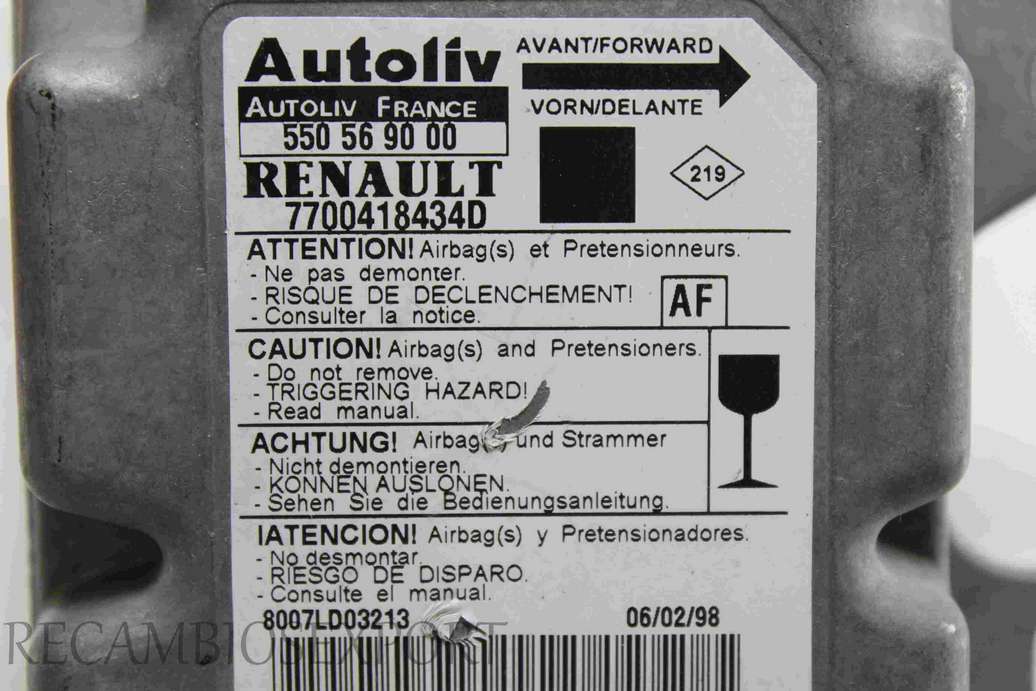 Autoliv
AUTOLIV FRANCE
550 56 90 00
RENAULT
7700418434D
AVANT/FORWARD
VORN/DELANTE
219
ATTENTION! Airbag(s) et Pretensionneurs.
- Ne pas demonter.
- RISQUE DE DECLENCHEMENT!
- Consulter la notice.
AF
CAUTION! Airbag(s) and Pretensioners.
- Do not remove.
- TRIGGERING HAZARD!
- Read manual.
ACHTUNG! Airbag( und Strammer
- Nicht demontieren.
- KONNEN AUSLONEN.
- Sehen Sie die Bedienungsanleitung.
IATENCION! Airbag(s) y Pretensionadores.
- No desmontar.
- RIESGO DE DISPARO.
- Consulte el manual.
8007LD03213 06/02/98
RECAMBIOSEXPORT